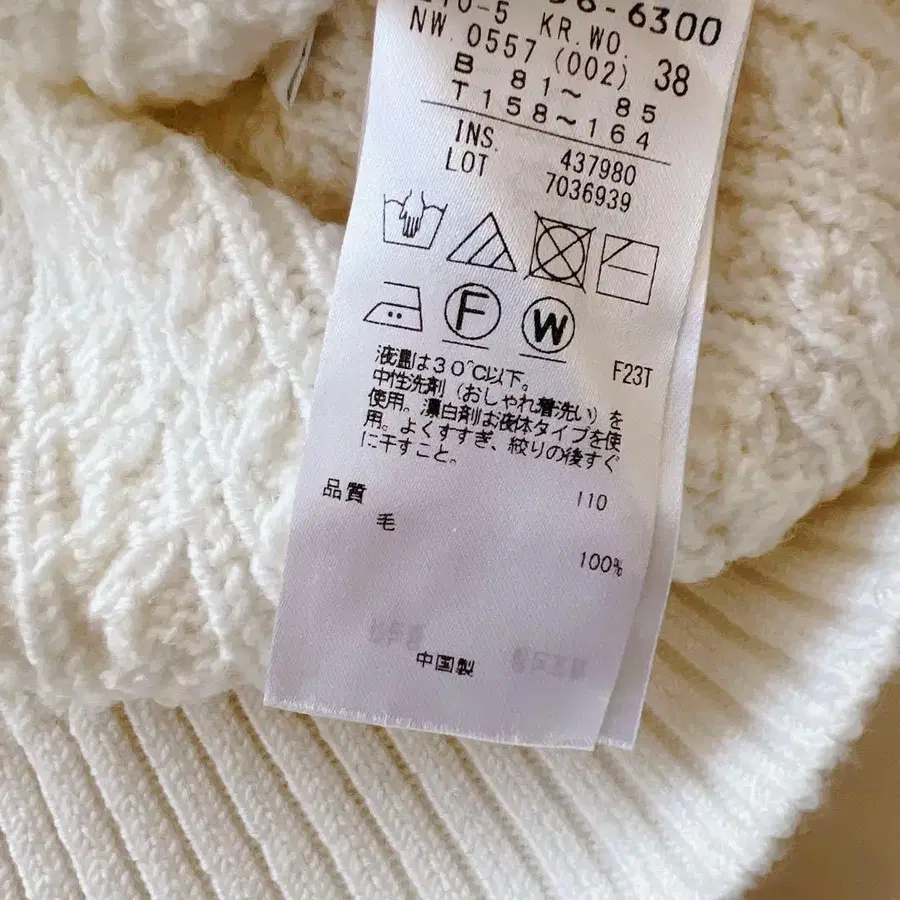 6300
KR.WO.
NW.0557 (002) 38
B 81～ 85
T 158～164
INS. 437980
LOT 7036939
F
W
F23T
液温は30℃以下。
中性洗剤（おしゃれ着洗い）を
使用。漂白剤は液体タイプを使
用。よくすすぎ、絞りの後すぐ
に干すこと。
品質 110
毛
100%
中国製